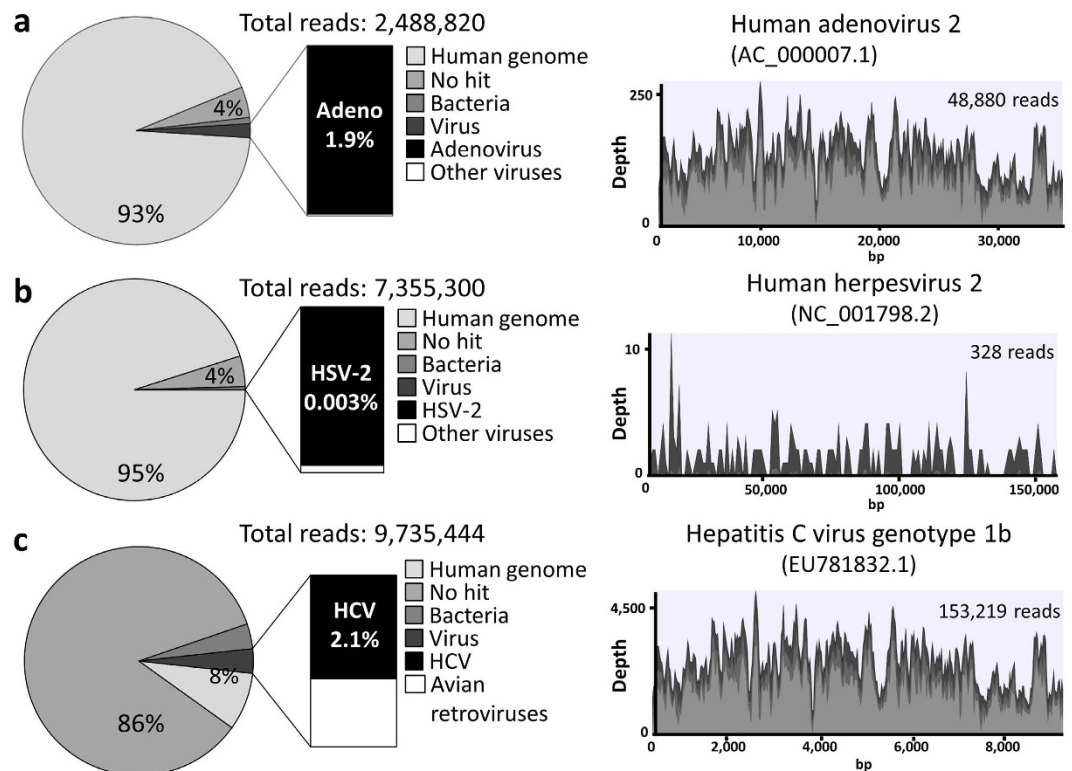 a
Total reads: 2,488,820
93%
4%
Adeno
1.9%
Human genome
No hit
Bacteria
Virus
Adenovirus
Other viruses
Human adenovirus 2
(AC_000007.1)
48,880 reads
Depth
250
0
0
10,000
20,000
30,000
bp
b
Total reads: 7,355,300
95%
4%
HSV-2
0.003%
Human genome
No hit
Bacteria
Virus
HSV-2
Other viruses
Human herpesvirus 2
(NC_001798.2)
328 reads
Depth
10
0
0
50,000
100,000
150,000
bp
c
Total reads: 9,735,444
86%
8%
HCV
2.1%
Human genome
No hit
Bacteria
Virus
HCV
Avian
retroviruses
Hepatitis C virus genotype 1b
(EU781832.1)
153,219 reads
Depth
4,500
0
0
2,000
4,000
6,000
8,000
bp